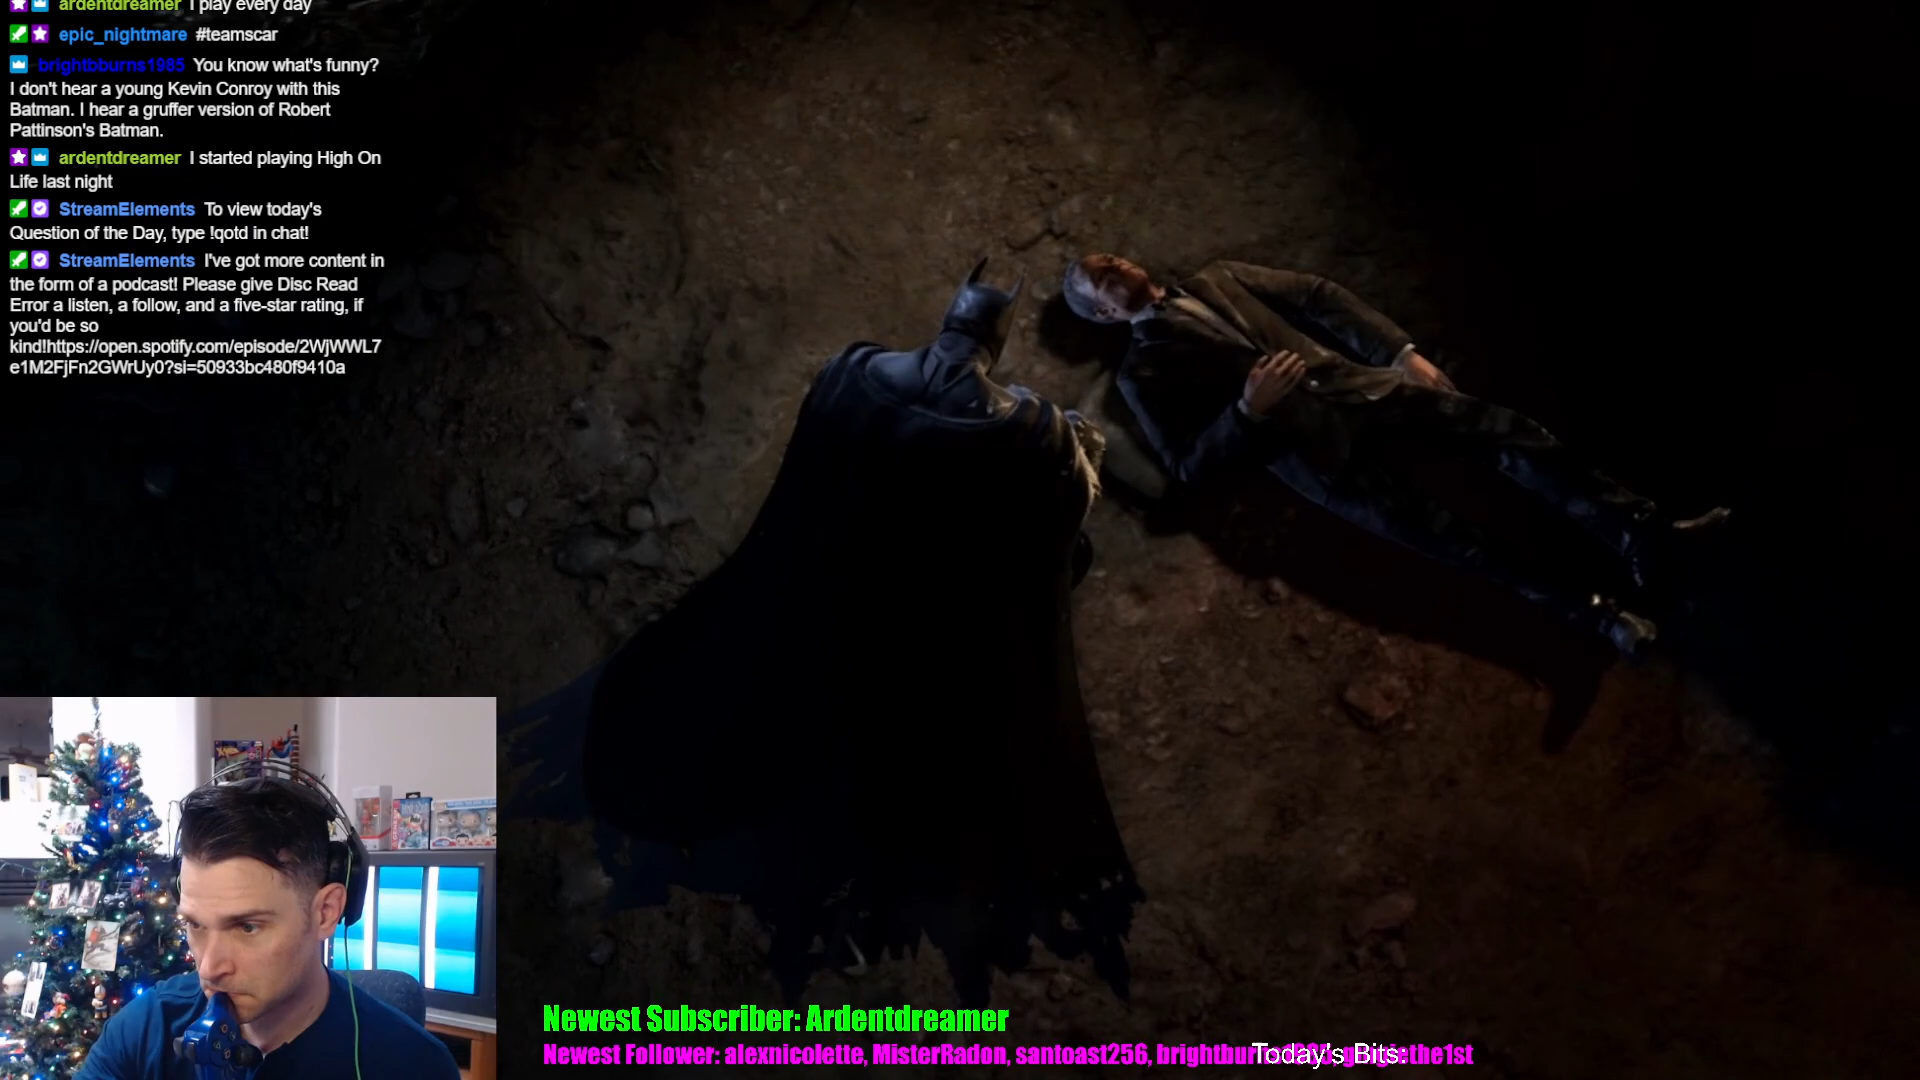 ardentdreamer I play every day
epic_nightmare #teamscar
brightbburns1985 You know what's funny?
I don't hear a young Kevin Conroy with this
Batman. I hear a gruffer version of Robert
Pattinson's Batman.
ardentdreamer I started playing High On
Life last night
StreamElements To view today's
Question of the Day, type !qotd in chat!
StreamElements I've got more content in
the form of a podcast! Please give Disc Read
Error a listen, a follow, and a five-star rating, if
you'd be so
kind!https://open.spotify.com/episode/2WjWWL7
e1M2FjFn2GWrUy0?si=50933bc480f9410a
Newest Subscriber: Ardentdreamer
Newest Follower: alexnicolette, MisterRadon, santoast256,
Today's Bits: